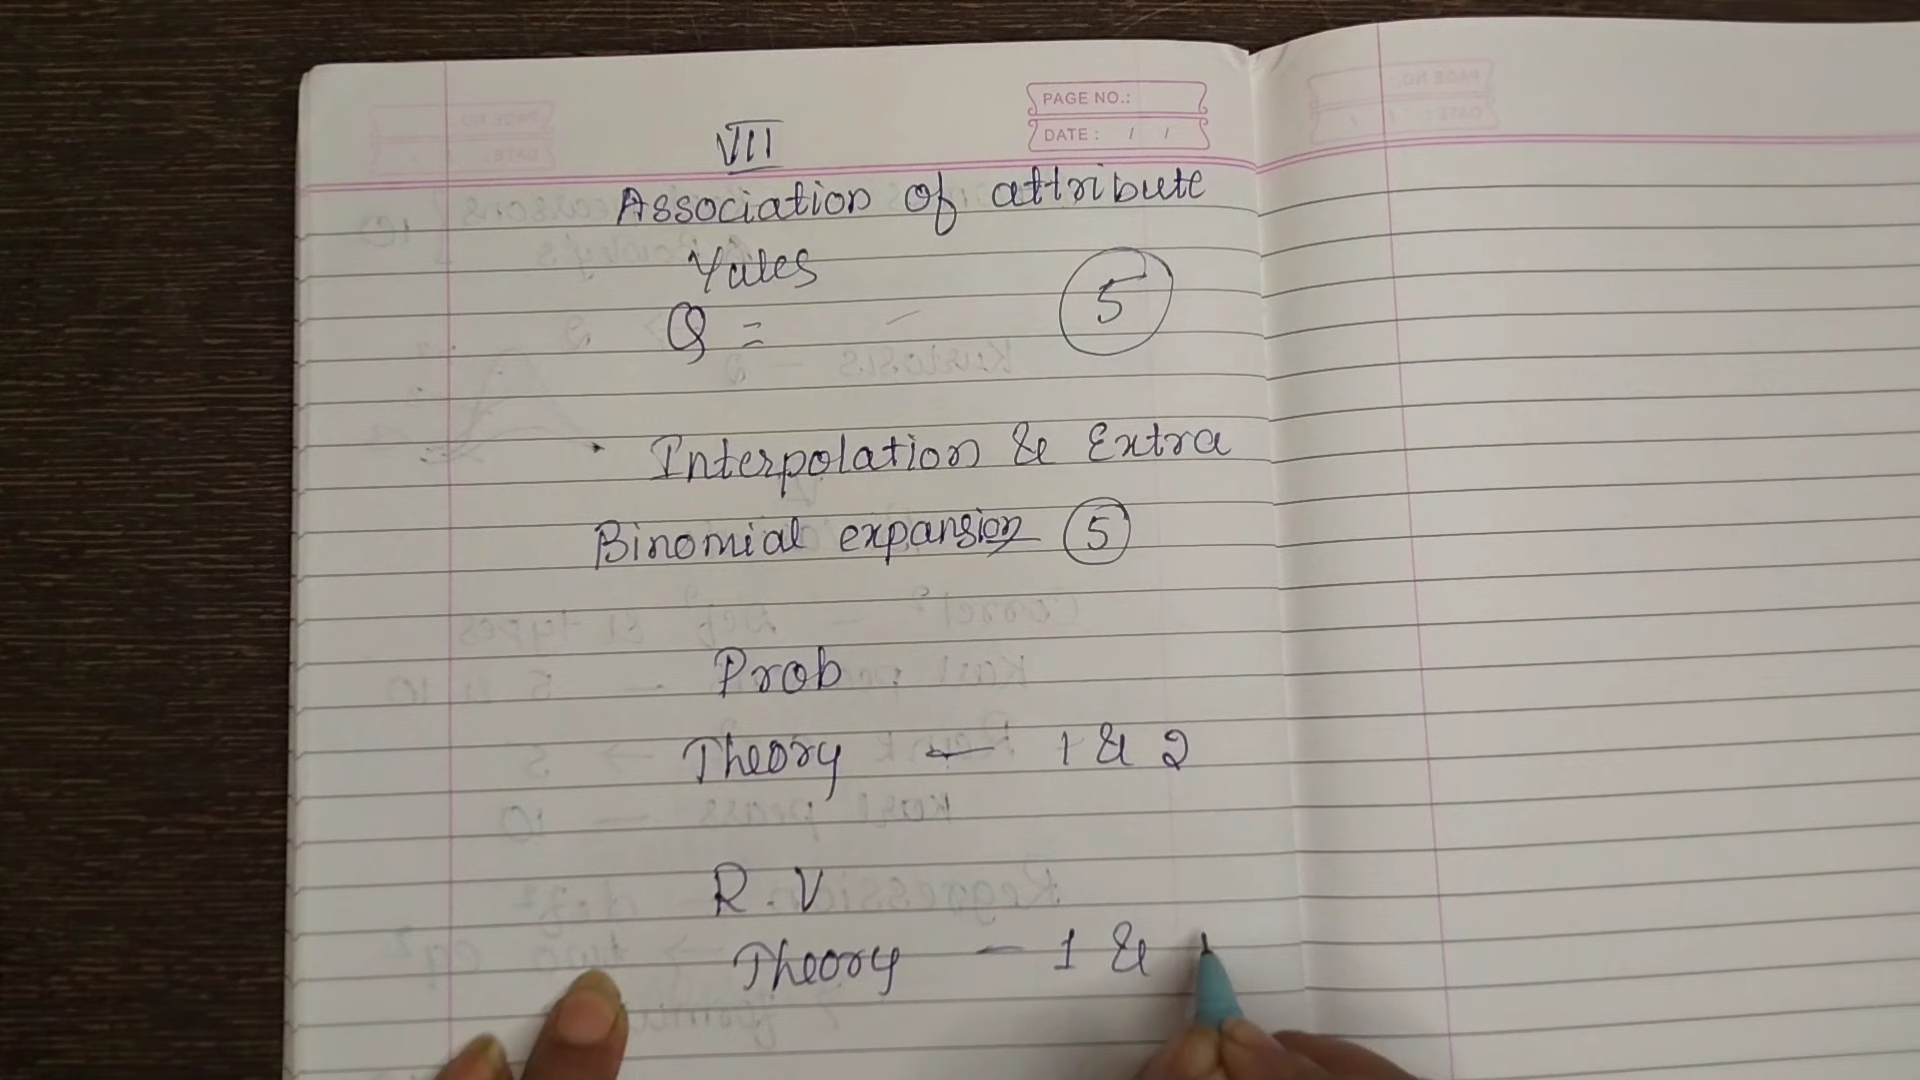 PAGE NO.:
DATE : / /
VII
Association of attribute
Yules
Q =
5
Interpolation & Extra
Binomial expansion 5
Prob
Theory — 1 & 2
R.V
Theory — 1 &